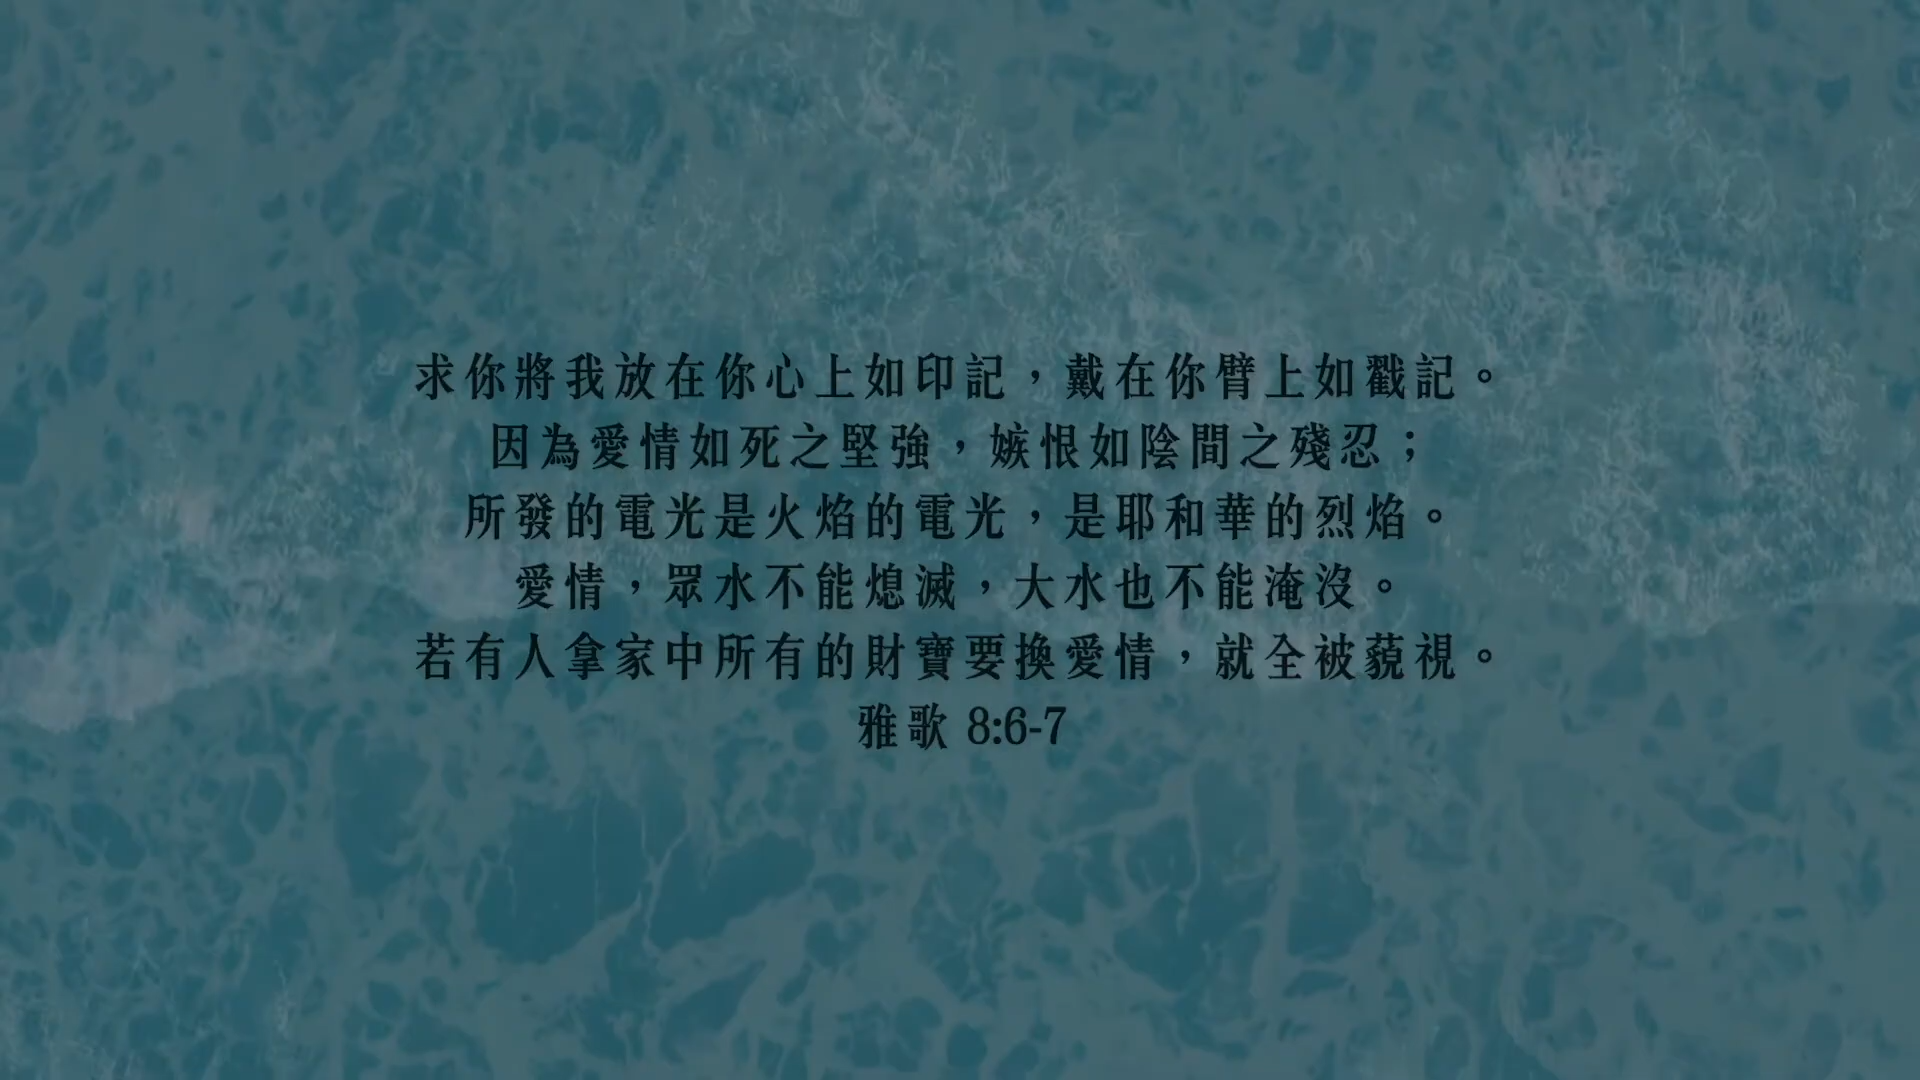 求你將我放在你心上如印記，戴在你臂上如戳記。
因為愛情如死之堅強，嫉恨如陰間之殘忍；
所發的電光是火焰的電光，是耶和華的烈焰。
愛情，眾水不能熄滅，大水也不能淹沒。
若有人拿家中所有的財寶要換愛情，就全被藐視。
雅歌 8:6-7